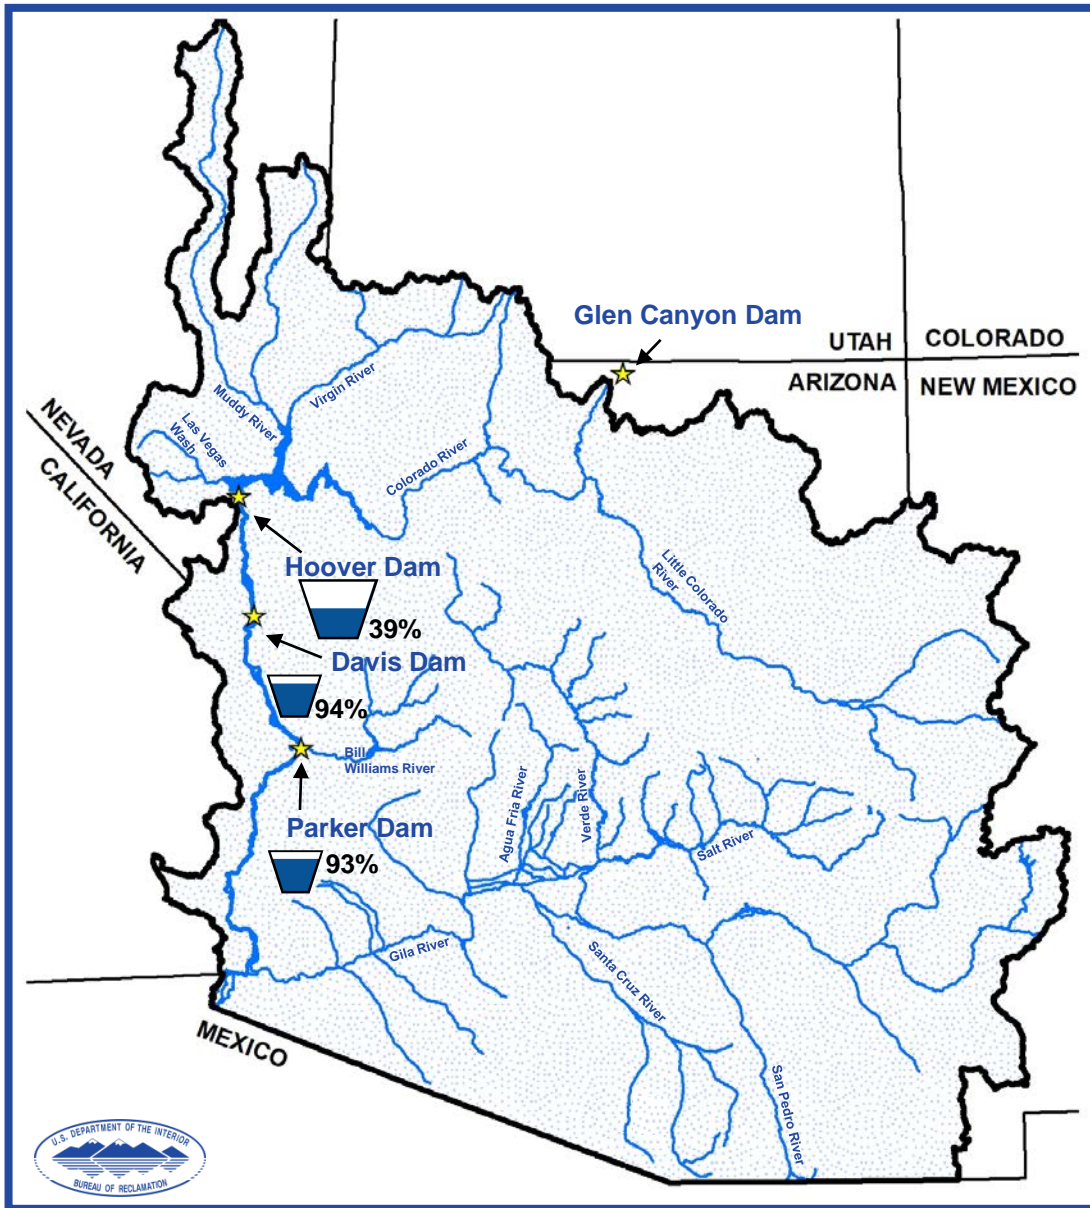 Glen Canyon Dam
UTAH
COLORADO
ARIZONA
NEW MEXICO
Virgin River
Muddy River
Las Vegas
Wash
NEVADA
CALIFORNIA
Colorado River
Hoover Dam
39%
Little Colorado
River
Davis Dam
94%
Bill
Williams River
Parker Dam
93%
Agua Fria River
Verde River
Salt River
Gila River
Santa Cruz River
San Pedro River
MEXICO
U.S. DEPARTMENT OF THE INTERIOR
BUREAU OF RECLAMATION